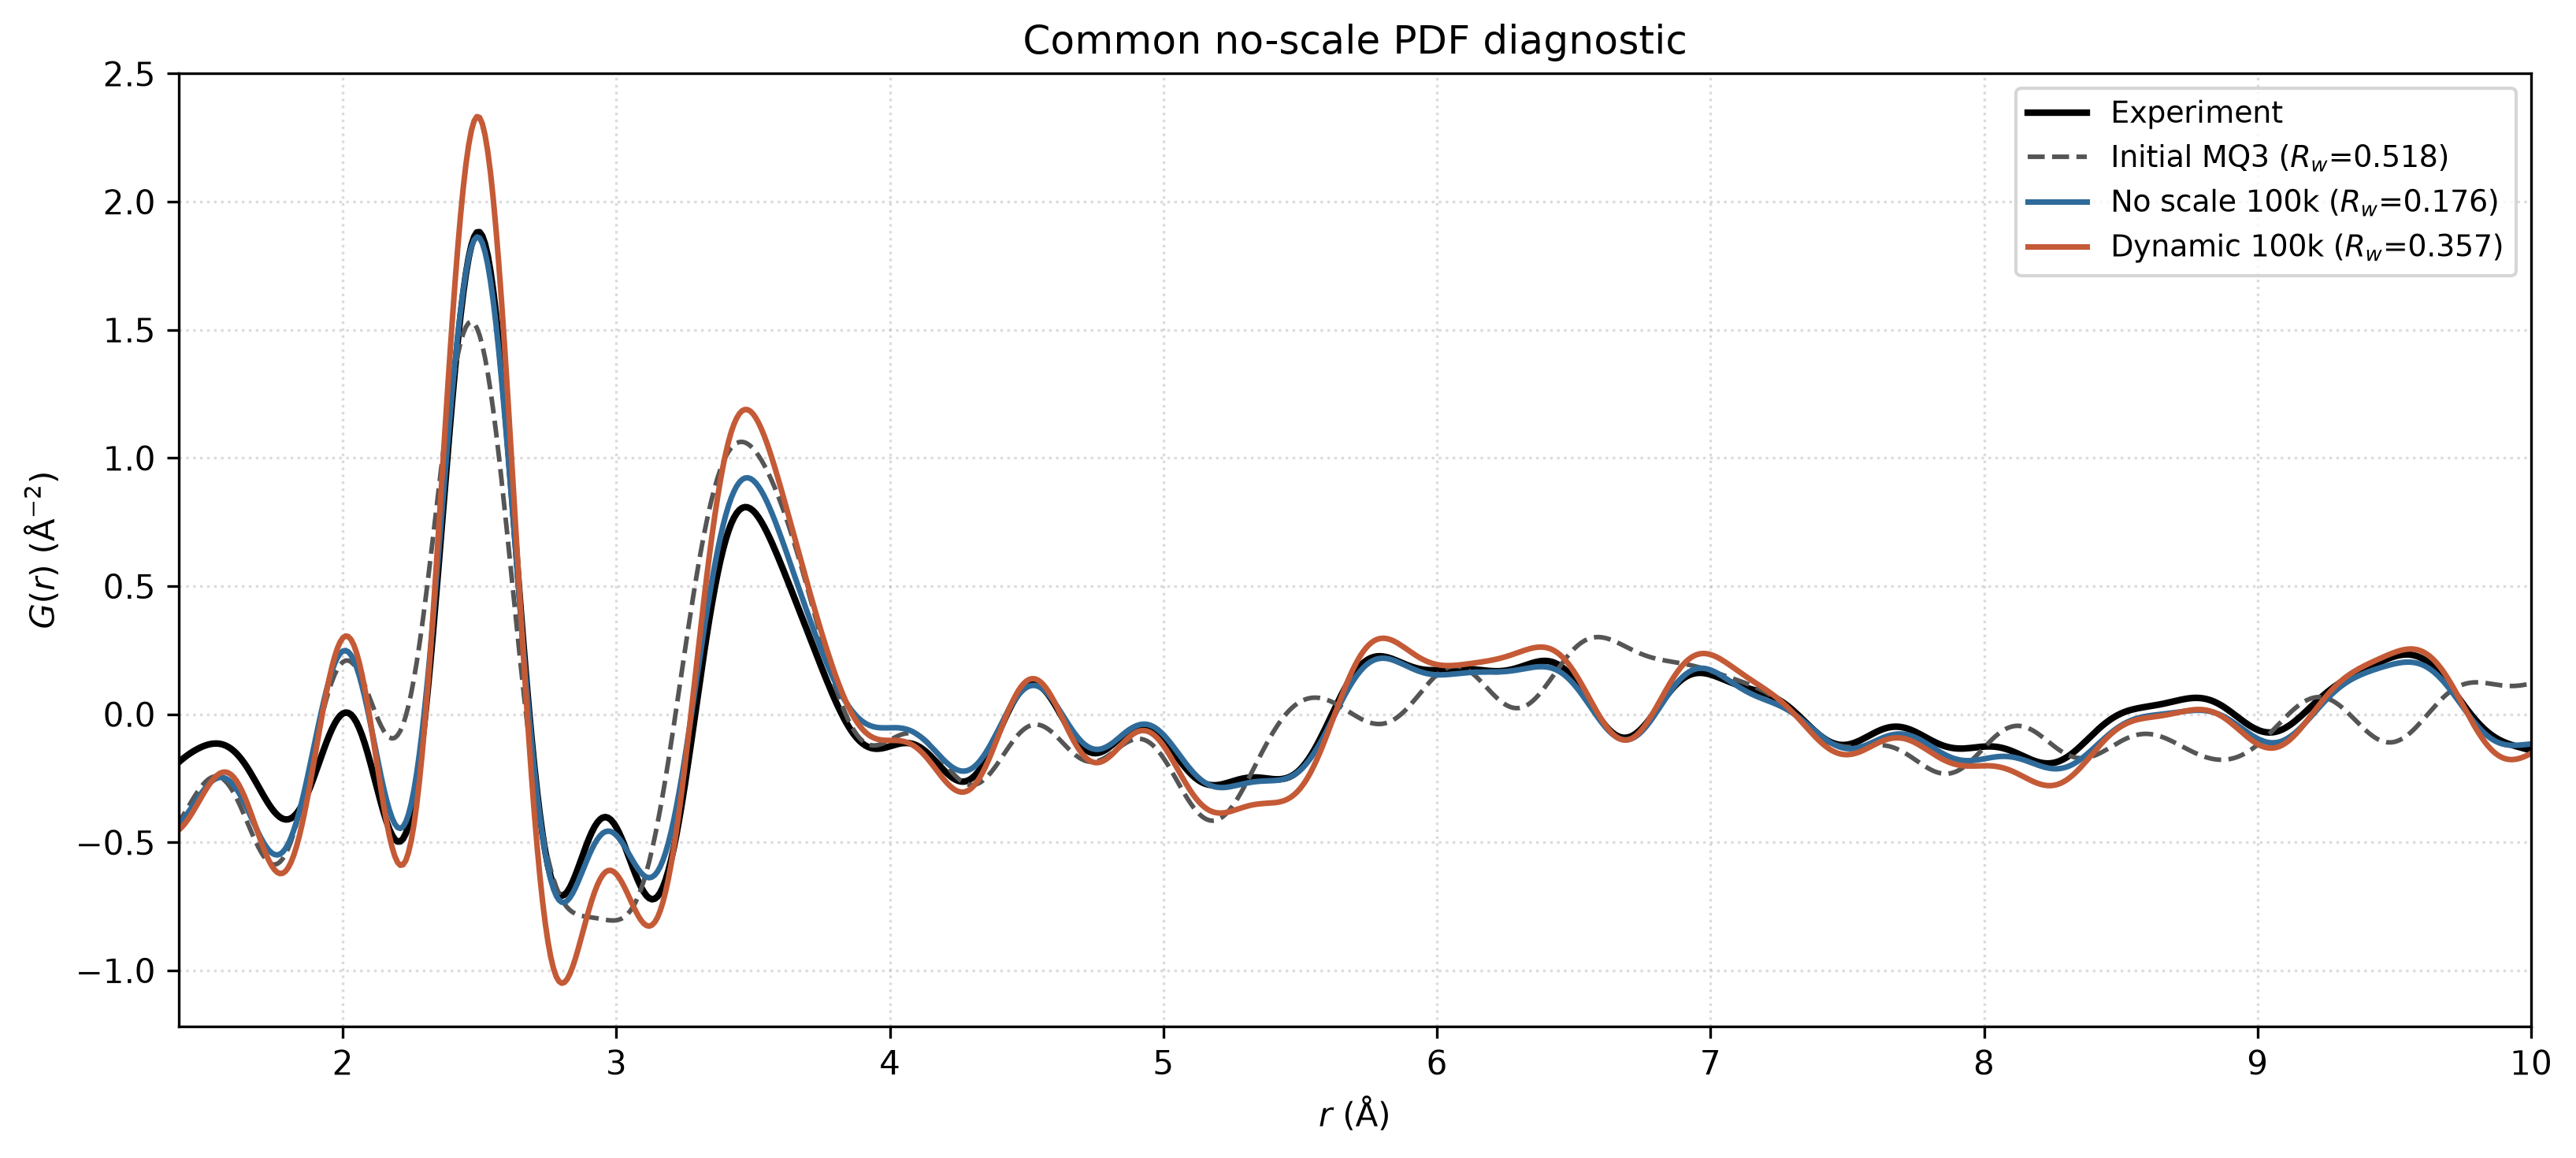 Common no-scale PDF diagnostic
2.5
2.0
1.5
1.0
0.5
0.0
−0.5
−1.0
G(r) (Å⁻²)
Experiment
Initial MQ3 (R_w=0.518)
No scale 100k (R_w=0.176)
Dynamic 100k (R_w=0.357)
2 3 4 5 6 7 8 9 10
r (Å)